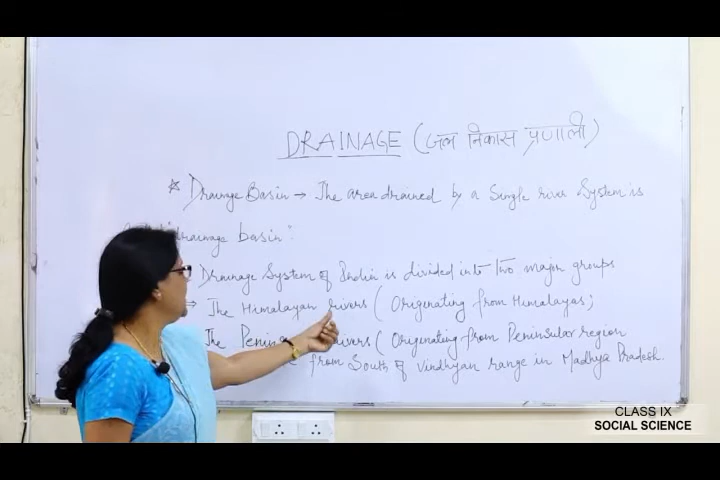 DRAINAGE (जल निकास प्रणाली)
* Drainage Basin → The area drained by a Single river System is
drainage basin".
Drainage System of India is divided into Two major groups
⇒ The Himalayan rivers ( Originating from Himalayas;
The Penin rivers ( Originating from Peninsular region
from South of Vindhyan range in Madhya Pradesh.
CLASS IX
SOCIAL SCIENCE